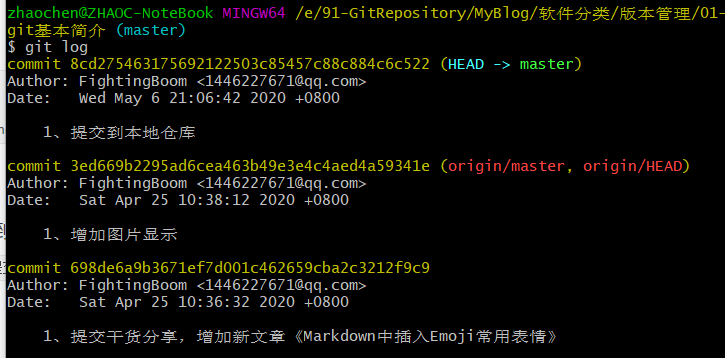 zhaochen@ZHAOC-NoteBook MINGW64 /e/91-GitRepository/MyBlog/软件分类/版本管理/01-
git基本简介 (master)
$ git log
commit 8cd275463175692122503c85457c88c884c6c522 (HEAD -> master)
Author: FightingBoom <1446227671@qq.com>
Date:   Wed May 6 21:06:42 2020 +0800
1、提交到本地仓库
commit 3ed669b2295ad6cea463b49e3e4c4aed4a59341e (origin/master, origin/HEAD)
Author: FightingBoom <1446227671@qq.com>
Date:   Sat Apr 25 10:38:12 2020 +0800
1、增加图片显示
commit 698de6a9b3671ef7d001c462659cba2c3212f9c9
Author: FightingBoom <1446227671@qq.com>
Date:   Sat Apr 25 10:36:32 2020 +0800
1、提交干货分享，增加新文章《Markdown中插入Emoji常用表情》